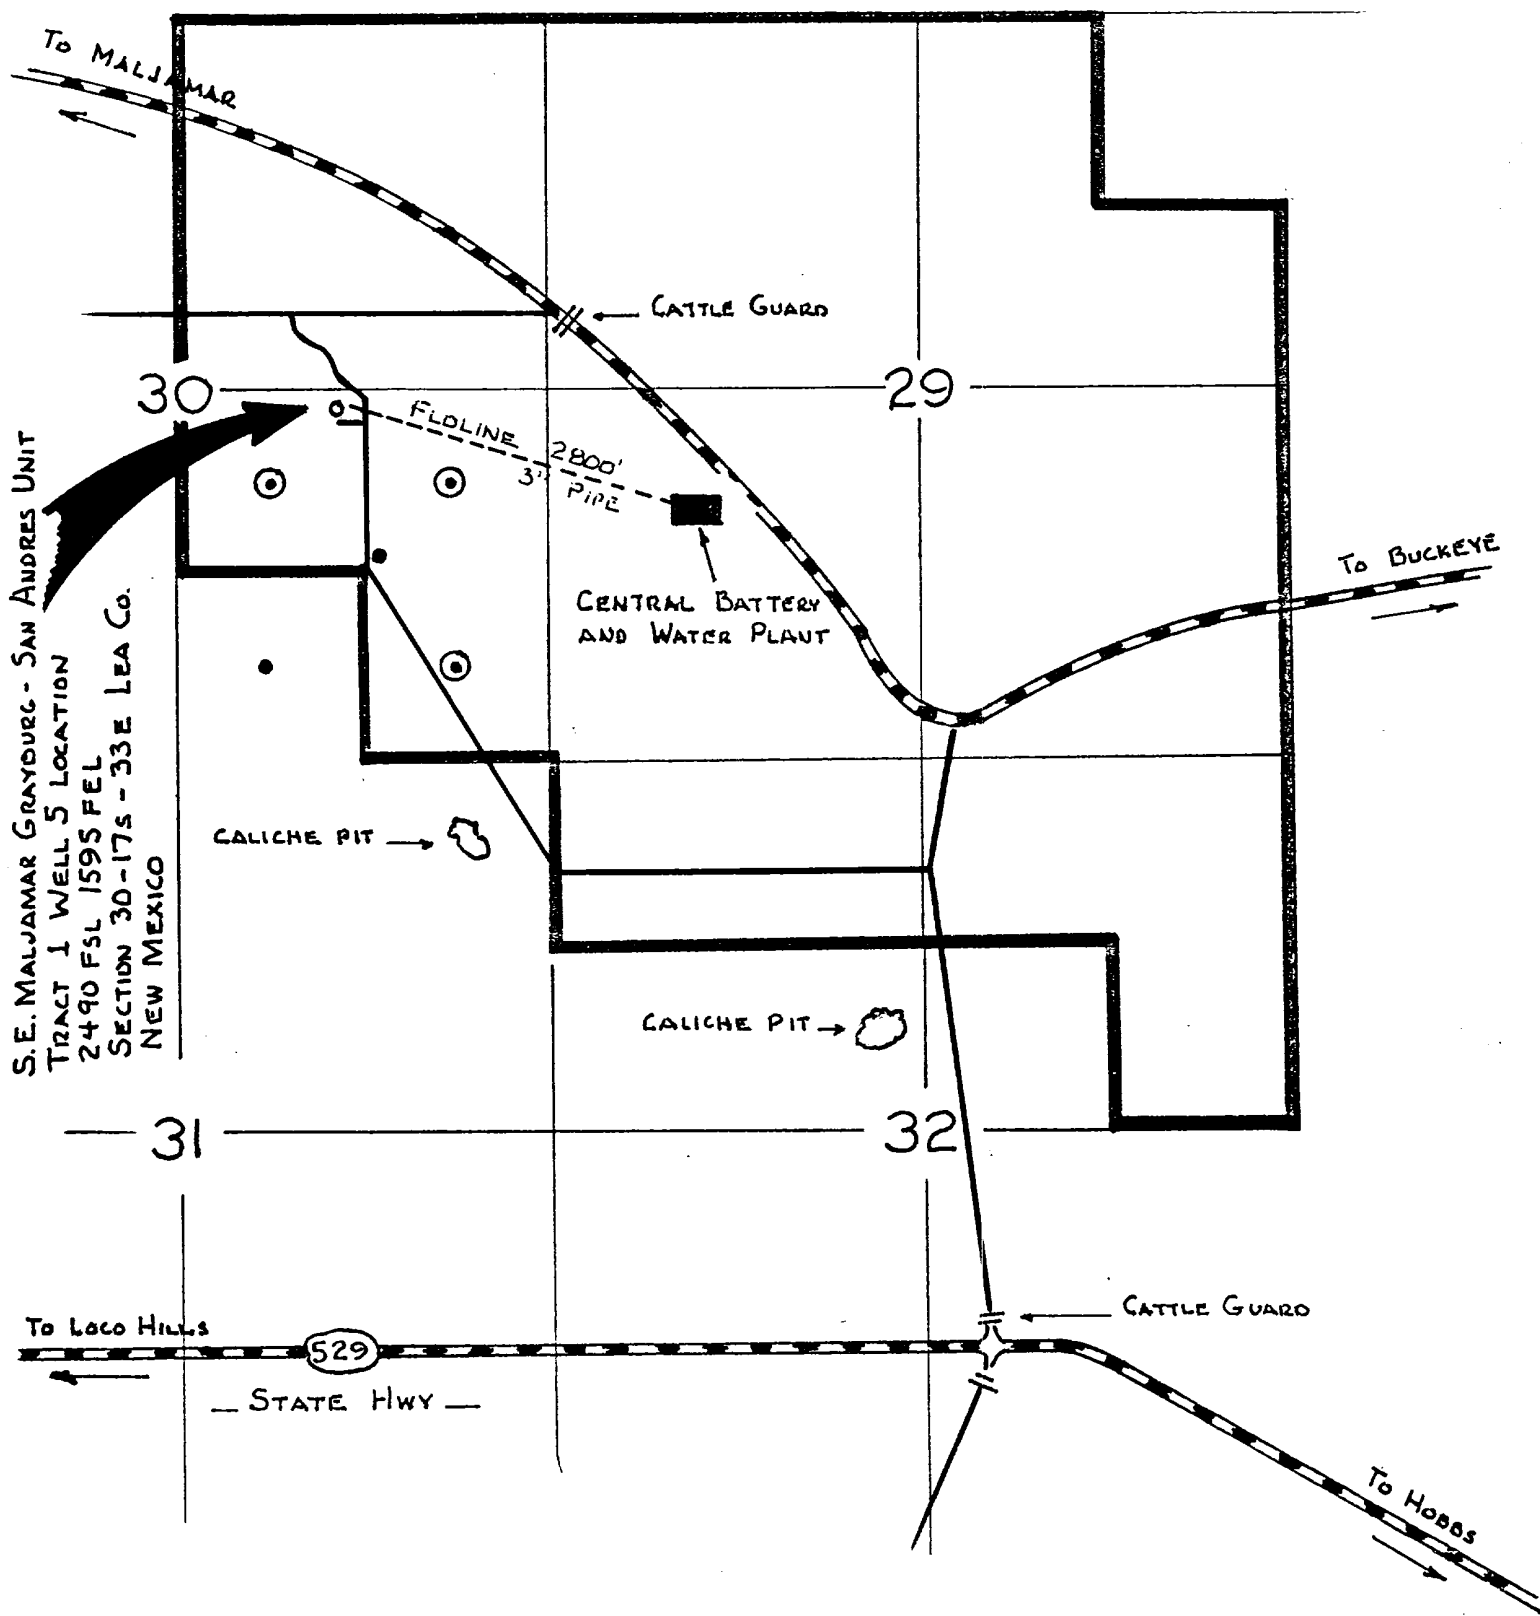 To MALJAMAR
CATTLE GUARD
30
29
FLOLINE 2800'
3" PIPE
To BUCKEYE
CENTRAL BATTERY
AND WATER PLANT
S.E. MALJAMAR GRAYBURG - SAN ANDRES UNIT
TRACT 1 WELL 5 LOCATION
2490 FSL 1595 FEL
SECTION 30-17S-33E LEA CO.
NEW MEXICO
CALICHE PIT
CALICHE PIT
31
32
CATTLE GUARD
To LOCO HILLS
529
STATE HWY
To HOBBS